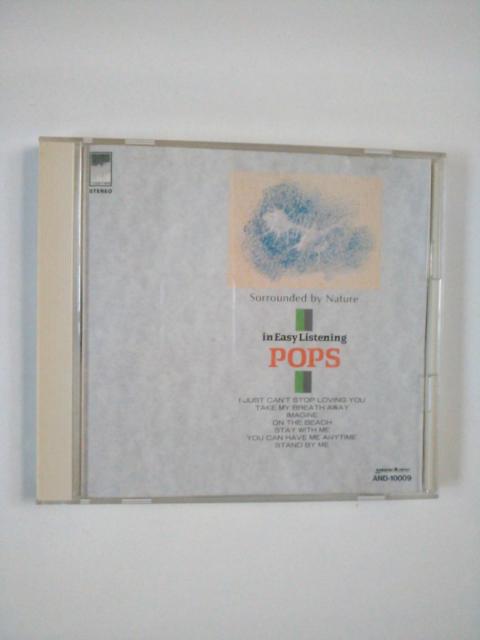 STEREO
Sorrounded by Nature
in Easy Listening
POPS
I JUST CAN'T STOP LOVING YOU
TAKE MY BREATH AWAY
IMAGINE
ON THE BEACH
STAY WITH ME
YOU CAN HAVE ME ANYTIME
STAND BY ME
AND-10009